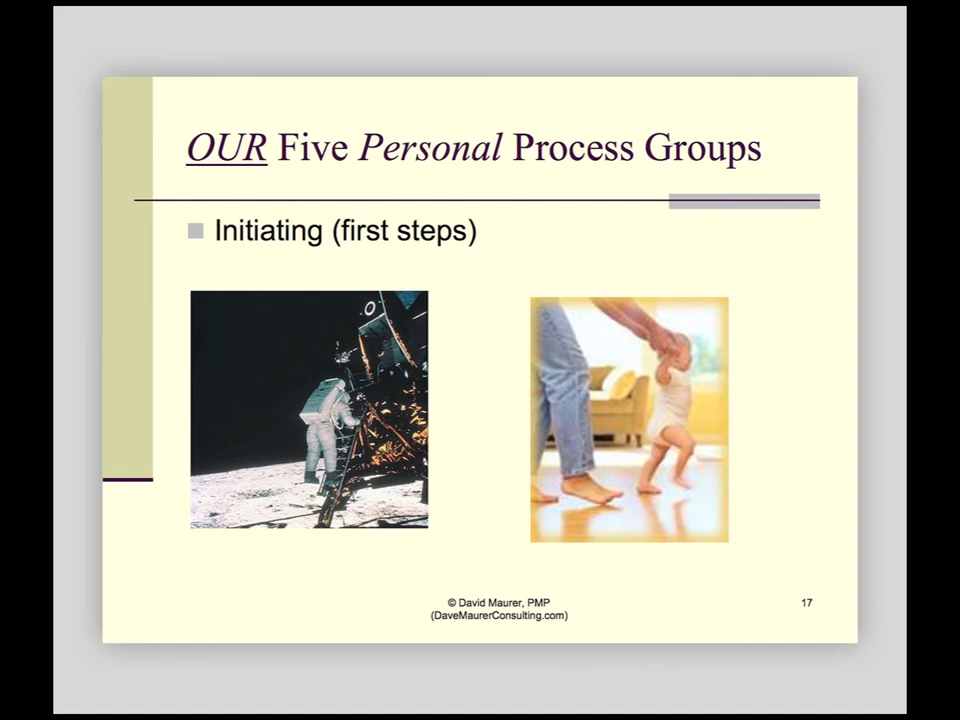 OUR Five Personal Process Groups
Initiating (first steps)
© David Maurer, PMP
(DaveMaurerConsulting.com)
17